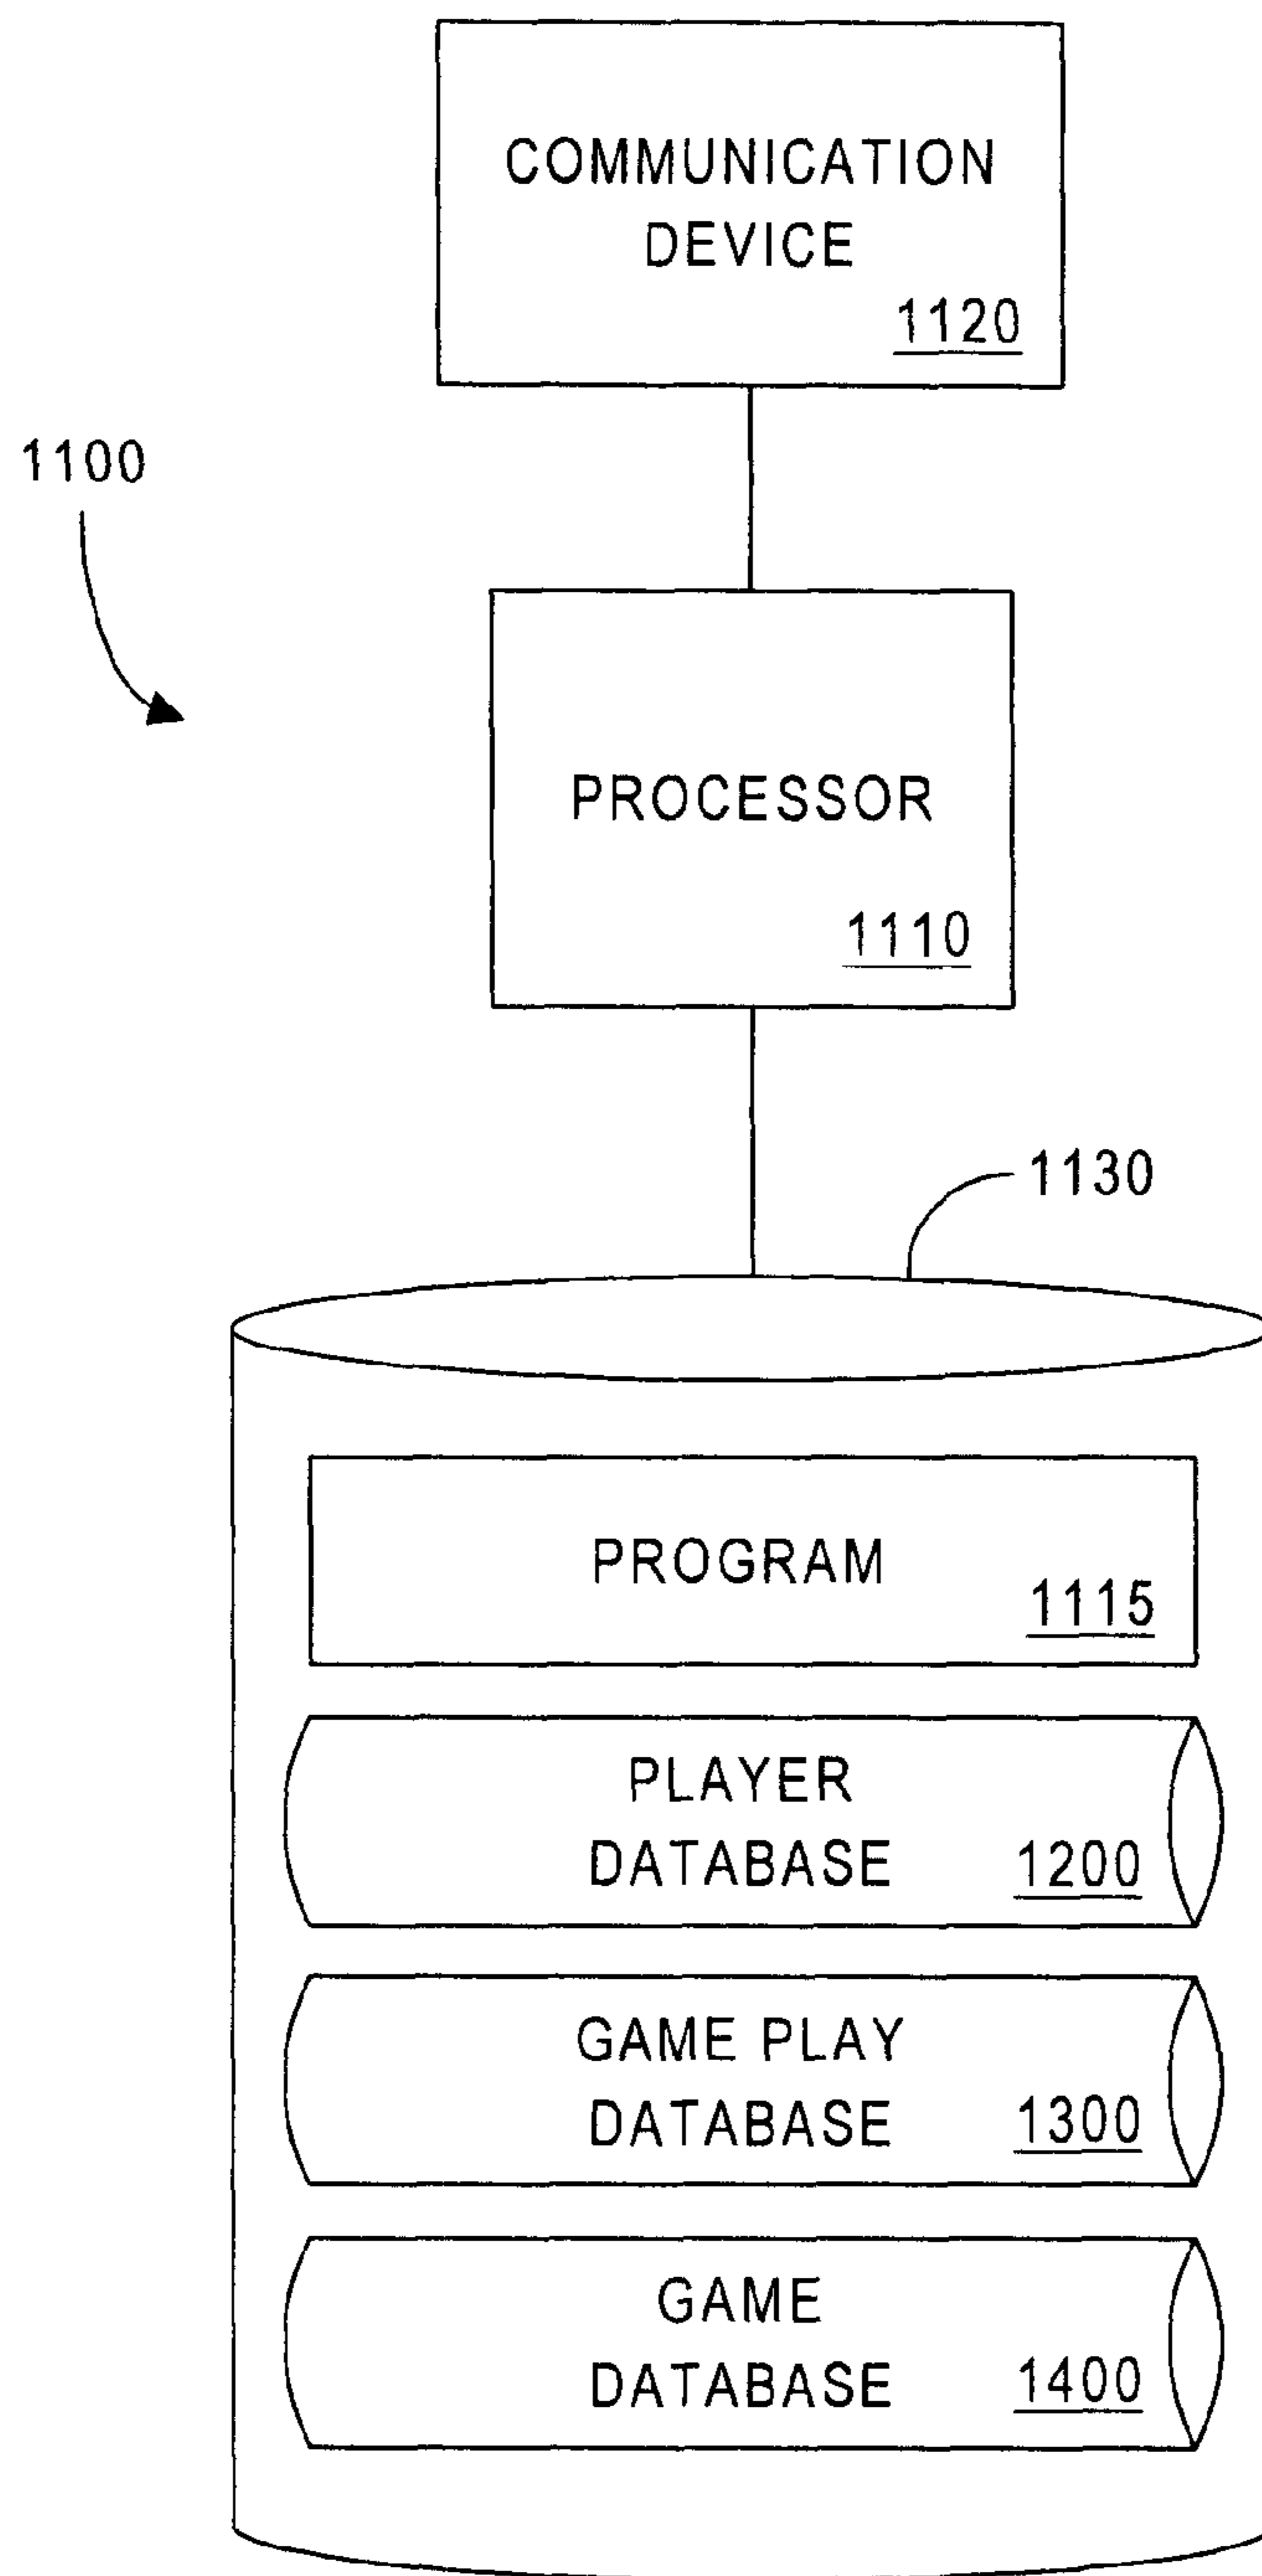 COMMUNICATION
DEVICE
1120
1100
PROCESSOR
1110
1130
PROGRAM
1115
PLAYER
DATABASE 1200
GAME PLAY
DATABASE 1300
GAME
DATABASE 1400